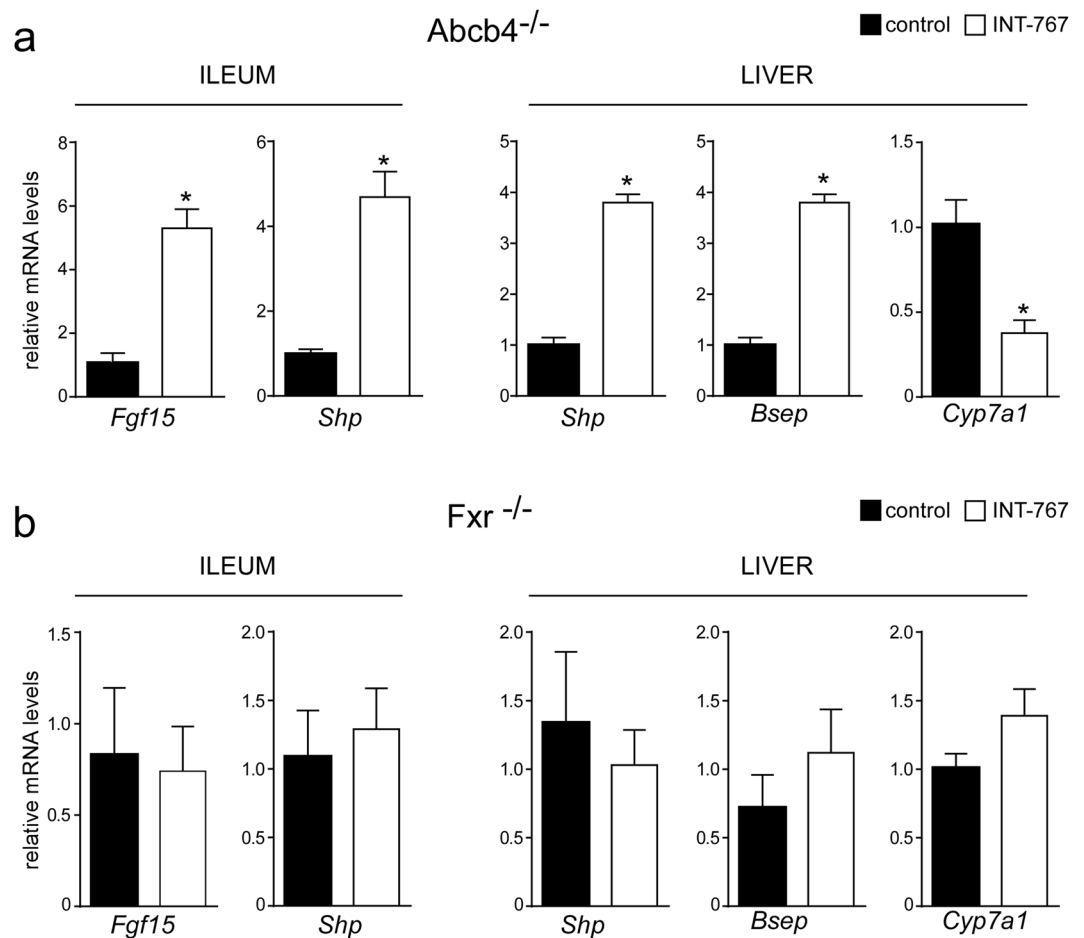 a
Abcb4-/-
control INT-767
ILEUM LIVER
relative mRNA levels
8
6
4
2
0
*
Fgf15
6
4
2
0
*
Shp
5
4
3
2
1
0
*
Shp
5
4
3
2
1
0
*
Bsep
1.5
1.0
0.5
0
*
Cyp7a1
b
Fxr -/-
control INT-767
ILEUM LIVER
relative mRNA levels
1.5
1.0
0.5
0
Fgf15
2.0
1.5
1.0
0.5
0
Shp
2.0
1.5
1.0
0.5
0
Shp
2.0
1.5
1.0
0.5
0
Bsep
2.0
1.5
1.0
0.5
0
Cyp7a1